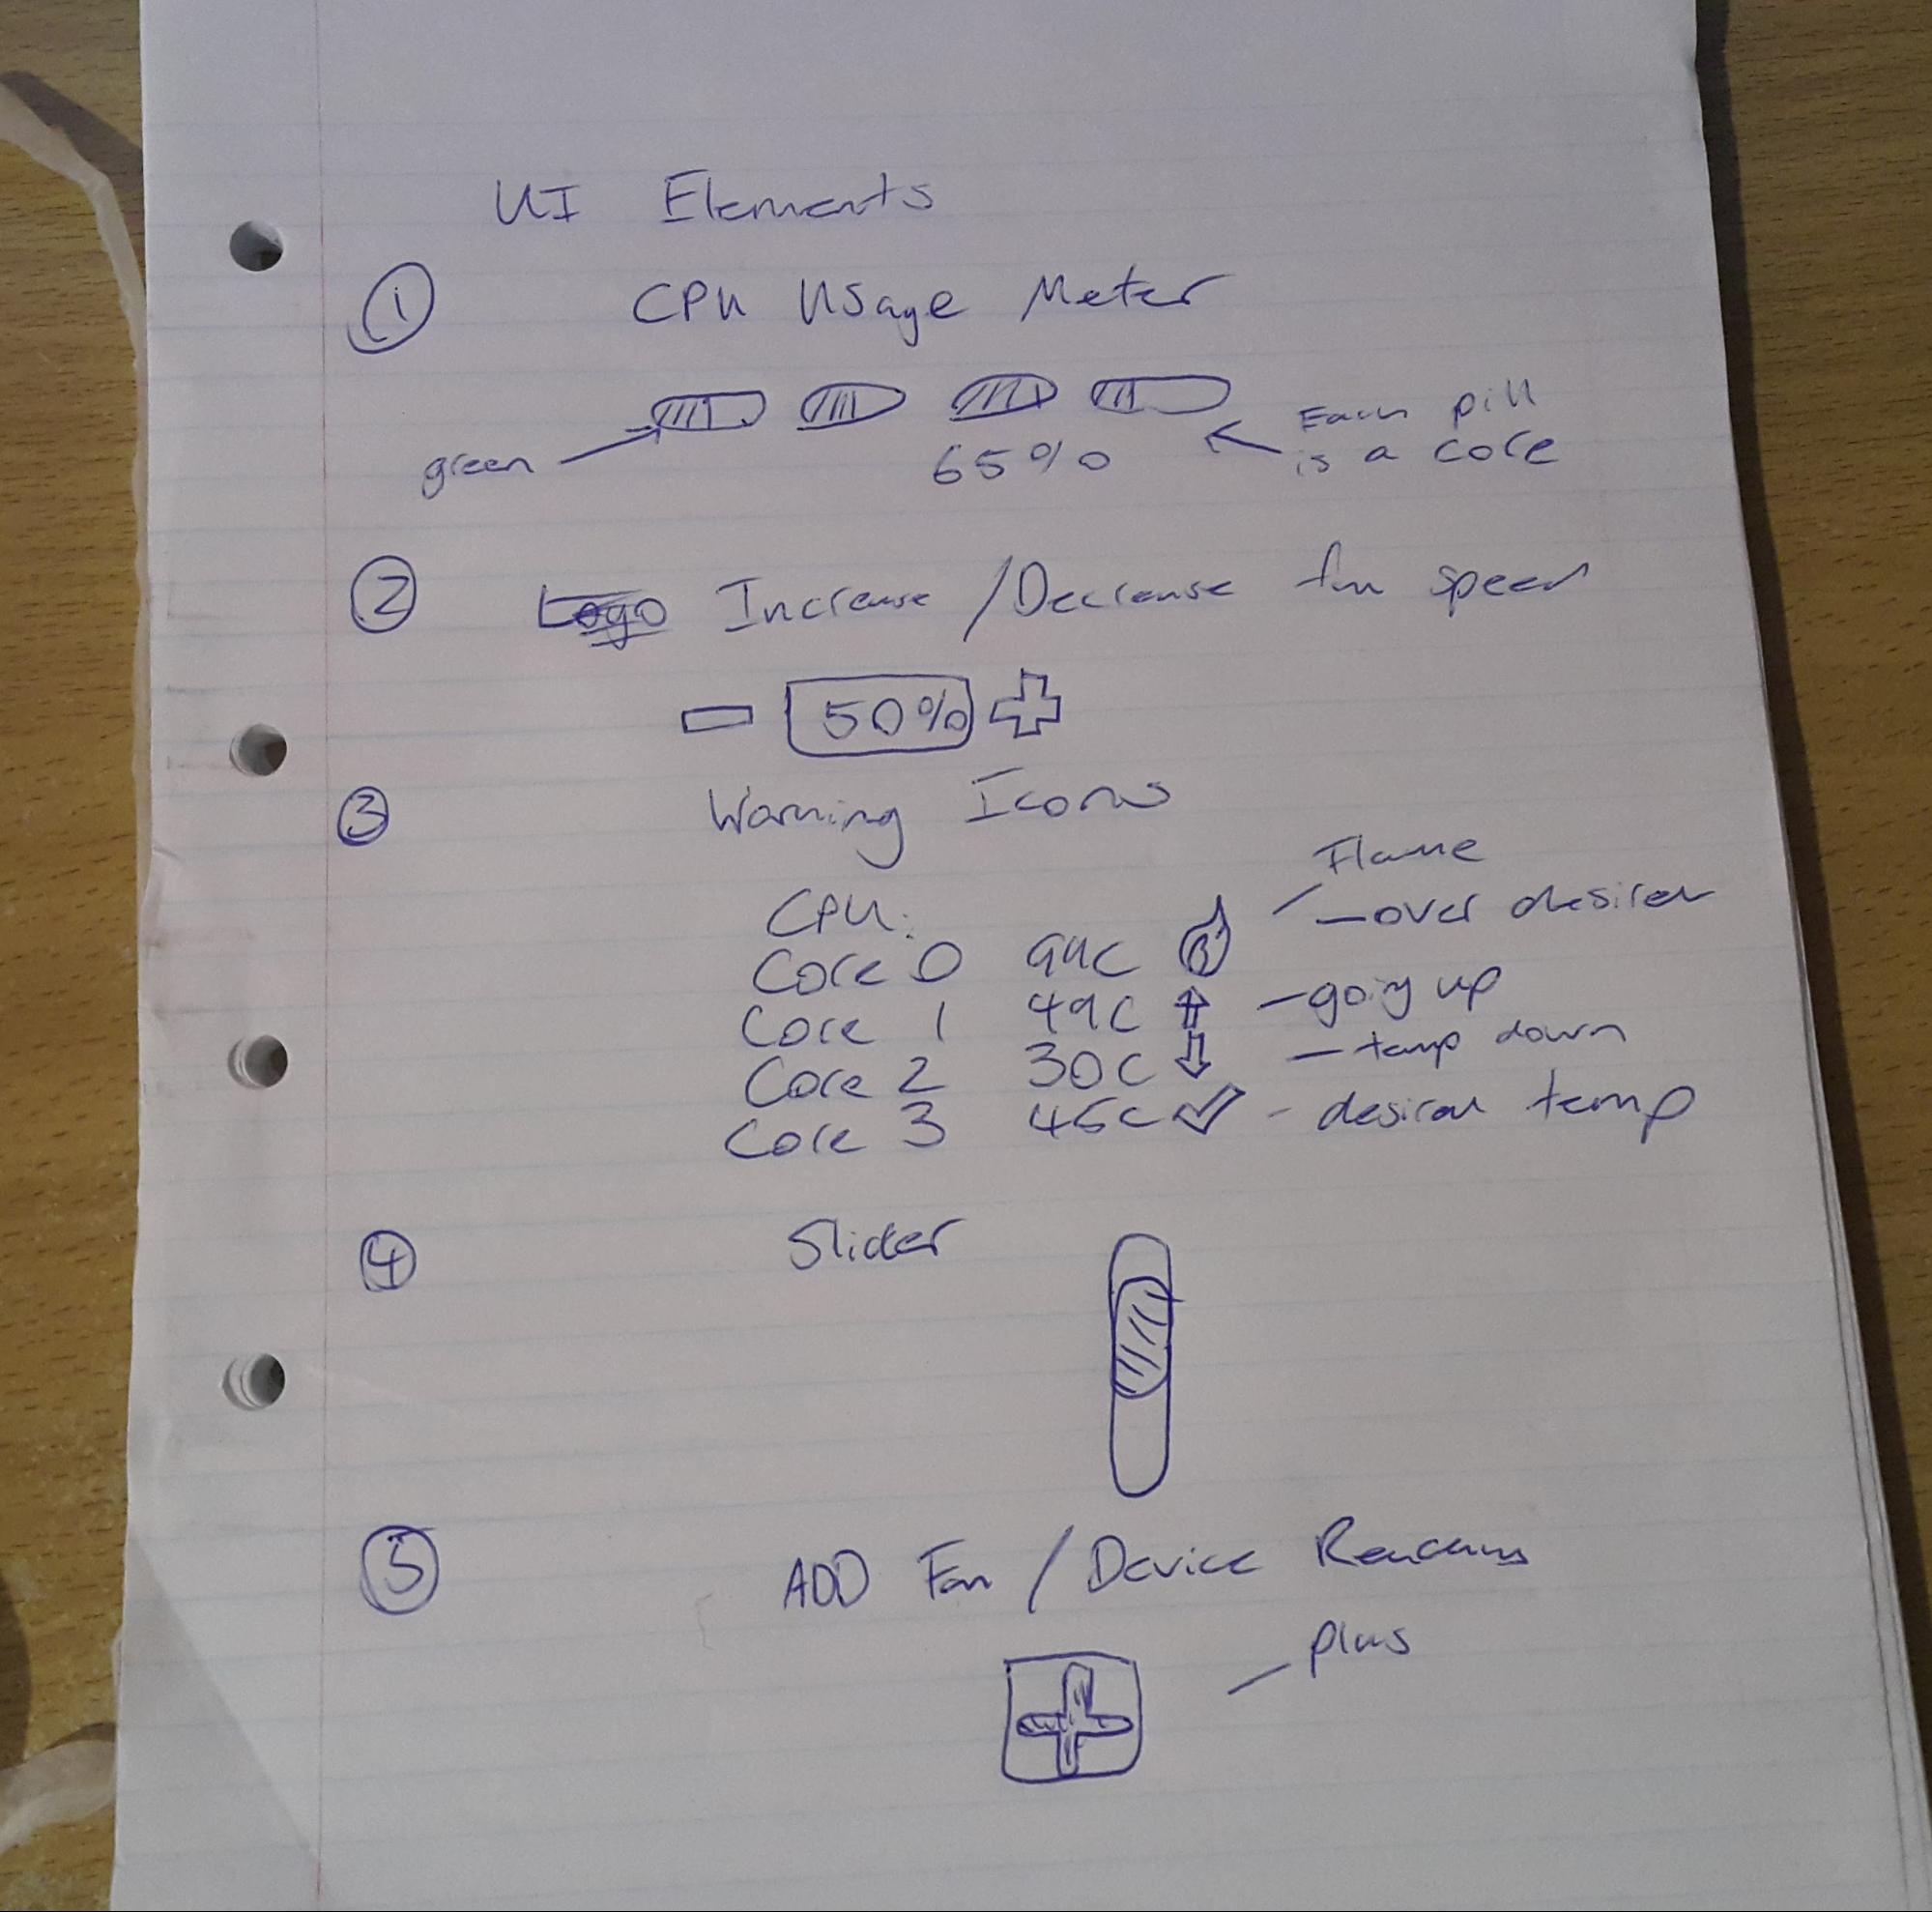 UI Elements
1 CPU Usage Meter
green 65% Each pill
is a core
2 Logo Increase / Decrease fan speed
- 50% +
3 Warning Icons
Flame
CPU: - over desired
Core 0 94C
Core 1 49C - going up
Core 2 30C - temp down
Core 3 45C - desired temp
4 Slider
5 ADD Fan / Device
plus